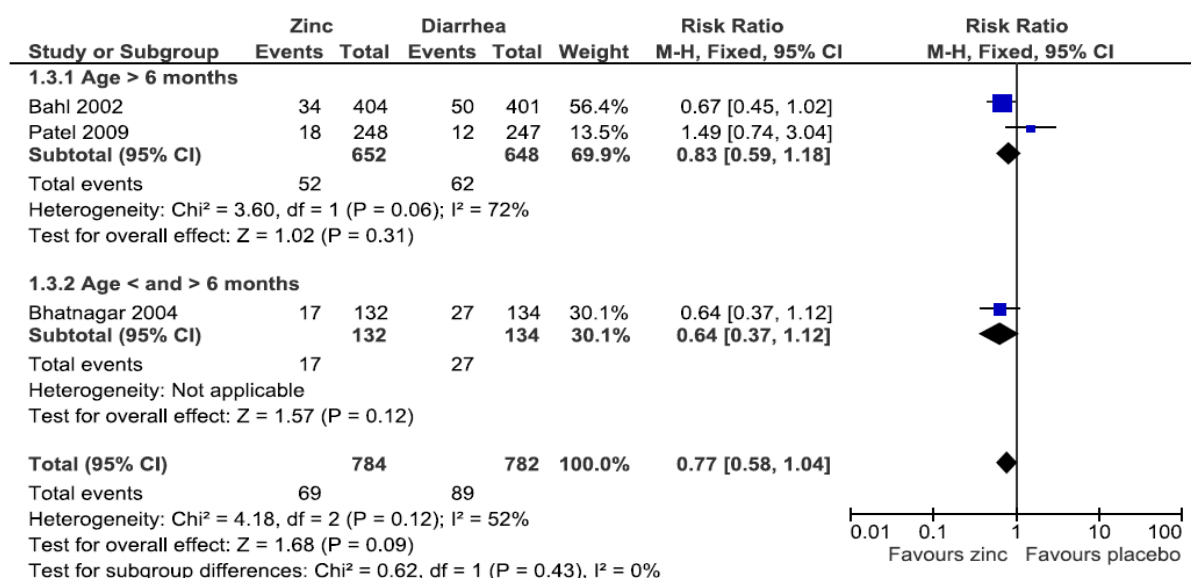 Zinc Diarrhea Risk Ratio Risk Ratio
Study or Subgroup Events Total Events Total Weight M-H, Fixed, 95% CI M-H, Fixed, 95% CI
1.3.1 Age > 6 months
Bahl 2002 34 404 50 401 56.4% 0.67 [0.45, 1.02]
Patel 2009 18 248 12 247 13.5% 1.49 [0.74, 3.04]
Subtotal (95% CI) 652 648 69.9% 0.83 [0.59, 1.18]
Total events 52 62
Heterogeneity: Chi² = 3.60, df = 1 (P = 0.06); I² = 72%
Test for overall effect: Z = 1.02 (P = 0.31)
1.3.2 Age < and > 6 months
Bhatnagar 2004 17 132 27 134 30.1% 0.64 [0.37, 1.12]
Subtotal (95% CI) 132 134 30.1% 0.64 [0.37, 1.12]
Total events 17 27
Heterogeneity: Not applicable
Test for overall effect: Z = 1.57 (P = 0.12)
Total (95% CI) 784 782 100.0% 0.77 [0.58, 1.04]
Total events 69 89
Heterogeneity: Chi² = 4.18, df = 2 (P = 0.12); I² = 52%
Test for overall effect: Z = 1.68 (P = 0.09)
Test for subgroup differences: Chi² = 0.62, df = 1 (P = 0.43), I² = 0%
0.01 0.1 1 10 100
Favours zinc Favours placebo